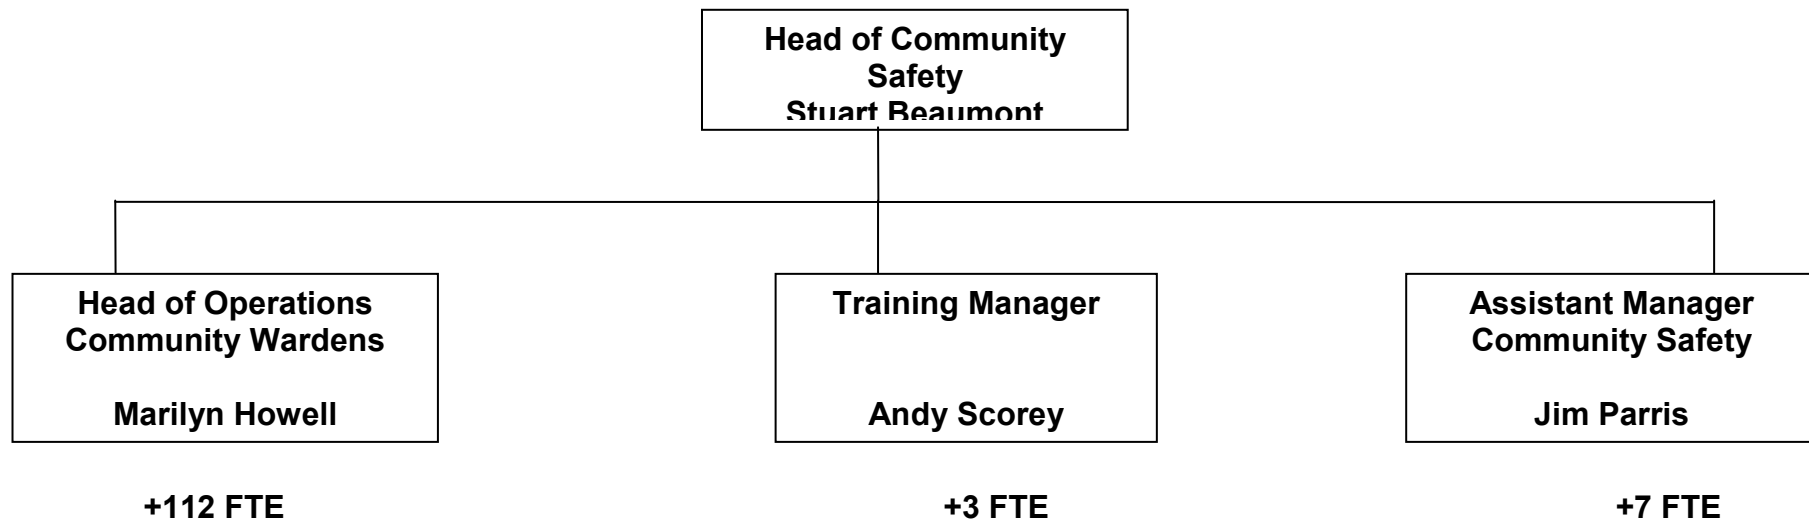 Head of Community
Safety
Stuart Beaumont
Head of Operations
Community Wardens
Marilyn Howell
+112 FTE
Training Manager
Andy Scorey
+3 FTE
Assistant Manager
Community Safety
Jim Parris
+7 FTE